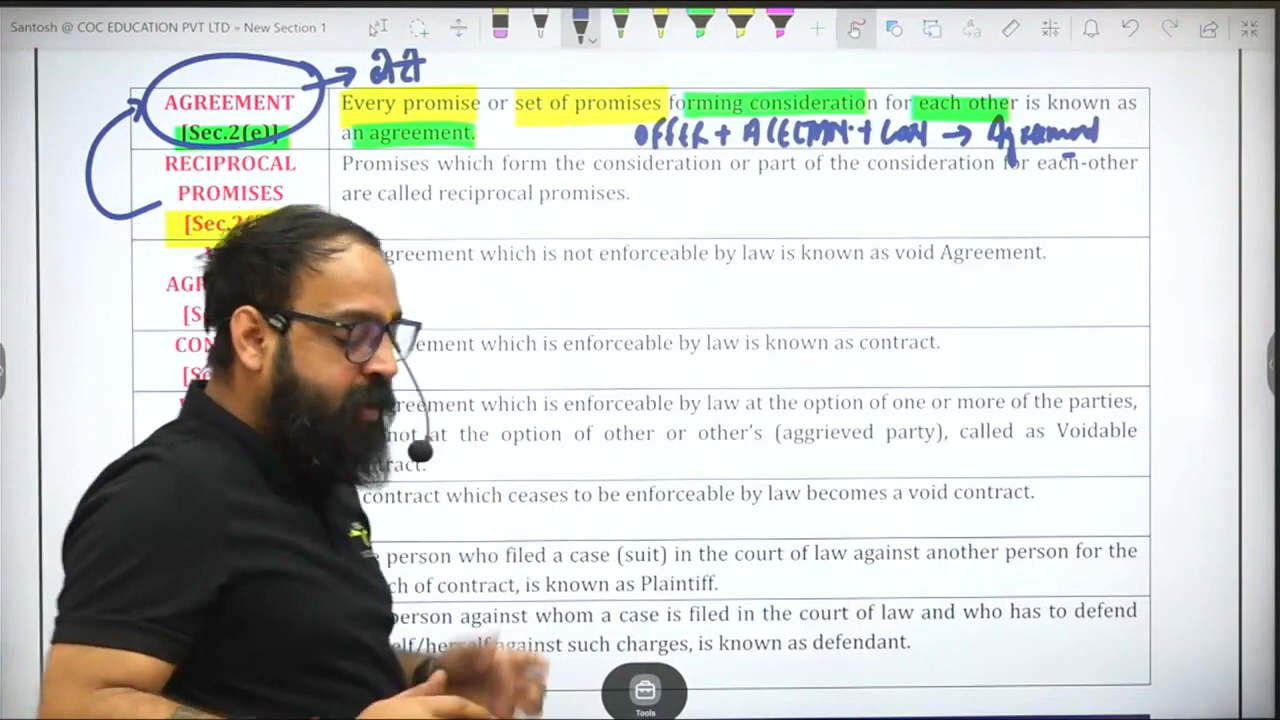 Santosh @ COC EDUCATION PVT LTD » New Section 1
AGREEMENT
[Sec.2(e)]
Every promise or set of promises forming consideration for each other is known as
an agreement.
OFFER +
RECIPROCAL
PROMISES
[Sec.2
Promises which form the consideration or part of the consideration for each-other
are called reciprocal promises.
AGR
[S
greement which is not enforceable by law is known as void Agreement.
CON
[Se
ement which is enforceable by law is known as contract.
reement which is enforceable by law at the option of one or more of the parties,
not at the option of other or other's (aggrieved party), called as Voidable
tract.
contract which ceases to be enforceable by law becomes a void contract.
person who filed a case (suit) in the court of law against another person for the
ch of contract, is known as Plaintiff.
person against whom a case is filed in the court of law and who has to defend
elf/herself against such charges, is known as defendant.
Tools